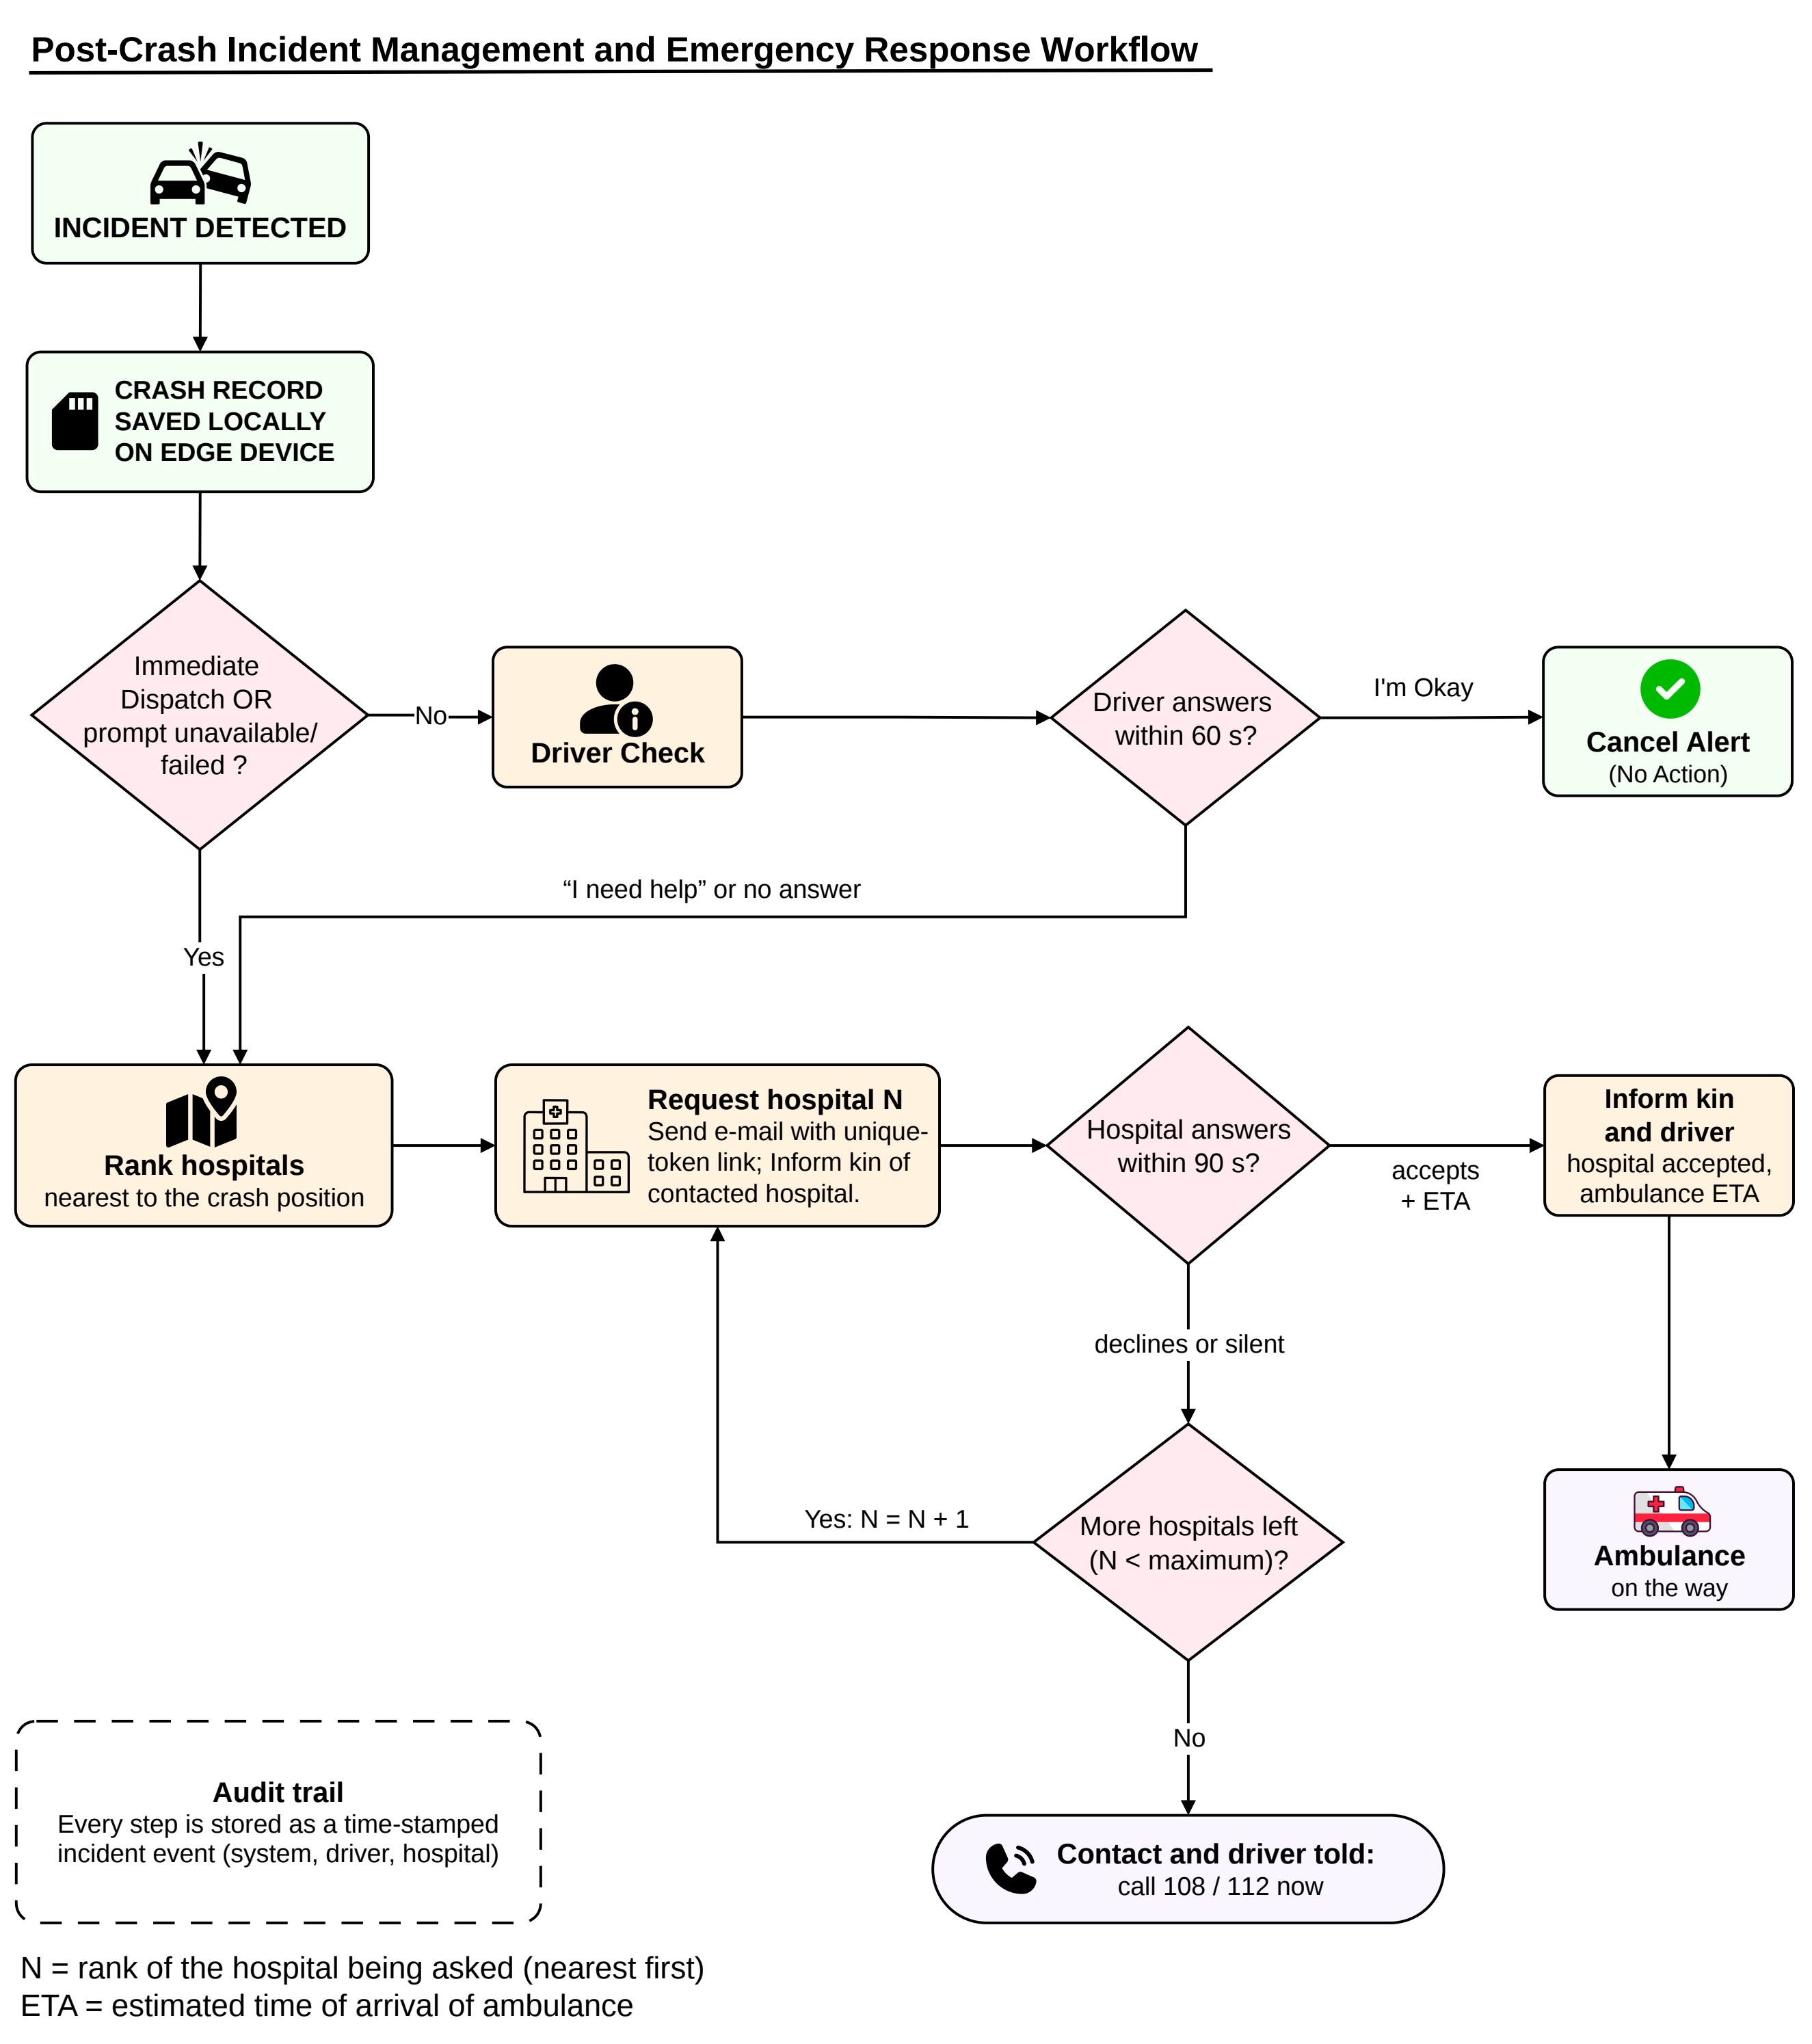 Post-Crash Incident Management and Emergency Response Workflow
INCIDENT DETECTED
CRASH RECORD
SAVED LOCALLY
ON EDGE DEVICE
Immediate
Dispatch OR
prompt unavailable/
failed ?
No
Driver Check
Driver answers
within 60 s?
I'm Okay
Cancel Alert
(No Action)
“I need help” or no answer
Yes
Rank hospitals
nearest to the crash position
Request hospital N
Send e-mail with unique-
token link; Inform kin of
contacted hospital.
Hospital answers
within 90 s?
accepts
+ ETA
Inform kin
and driver
hospital accepted,
ambulance ETA
declines or silent
Yes: N = N + 1
More hospitals left
(N < maximum)?
Ambulance
on the way
No
Audit trail
Every step is stored as a time-stamped
incident event (system, driver, hospital)
Contact and driver told:
call 108 / 112 now
N = rank of the hospital being asked (nearest first)
ETA = estimated time of arrival of ambulance